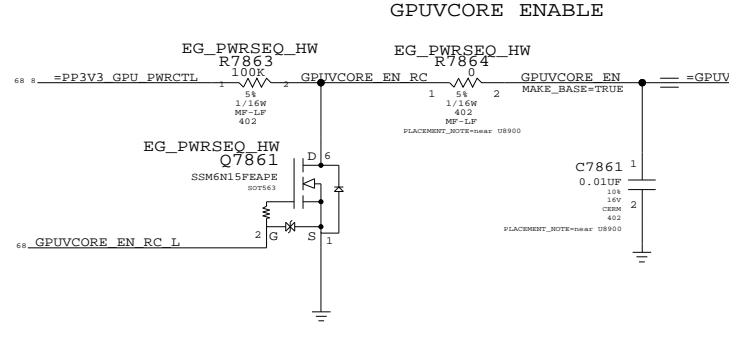 GPUVCORE ENABLE
EG_PWRSEQ_HW
R7863
100K
EG_PWRSEQ_HW
R7864
0
68 8
=PP3V3_GPU_PWRCTL
1
2
GPUVCORE_EN_RC
1
2
GPUVCORE_EN
MAKE_BASE=TRUE
=GPUV
5%
1/16W
MF-LF
402
5%
1/16W
MF-LF
402
PLACEMENT_NOTE=near U8900
EG_PWRSEQ_HW
Q7861
SSM6N15FEAPE
SOT563
D
6
2
G
S
1
68
GPUVCORE_EN_RC_L
C7861
0.01UF
10%
16V
CERM
402
PLACEMENT_NOTE=near U8900
1
2